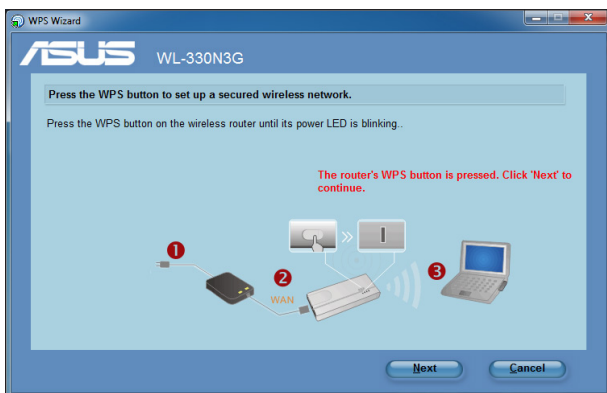 WPS Wizard
ASUS WL-330N3G
Press the WPS button to set up a secured wireless network.
Press the WPS button on the wireless router until its power LED is blinking..
The router's WPS button is pressed. Click 'Next' to
continue.
1
2
3
WAN
Next
Cancel